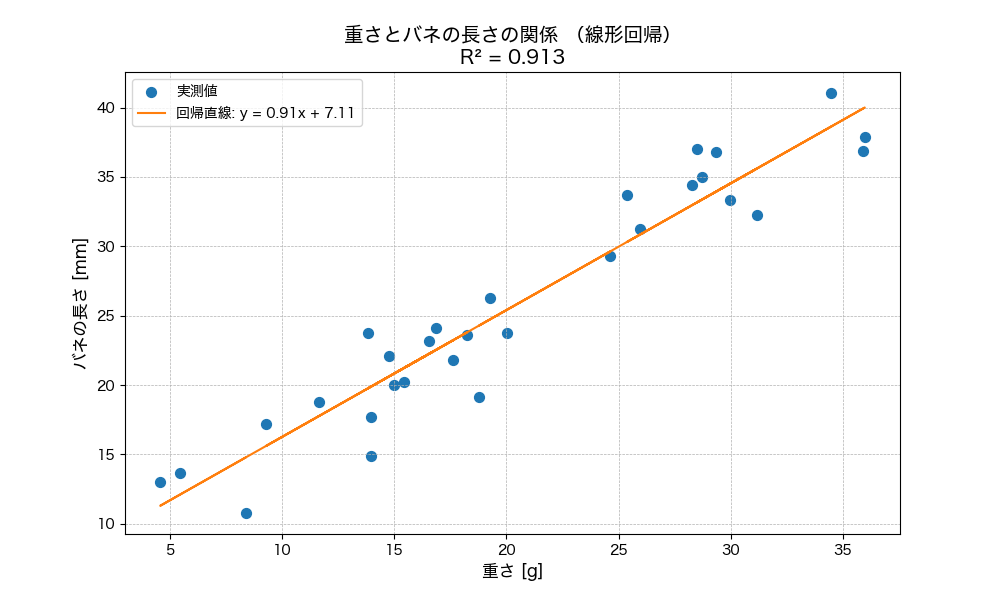 重さとバネの長さの関係 （線形回帰）
R² = 0.913
実測値
回帰直線: y = 0.91x + 7.11
バネの長さ [mm]
40
35
30
25
20
15
10
5 10 15 20 25 30 35
重さ [g]